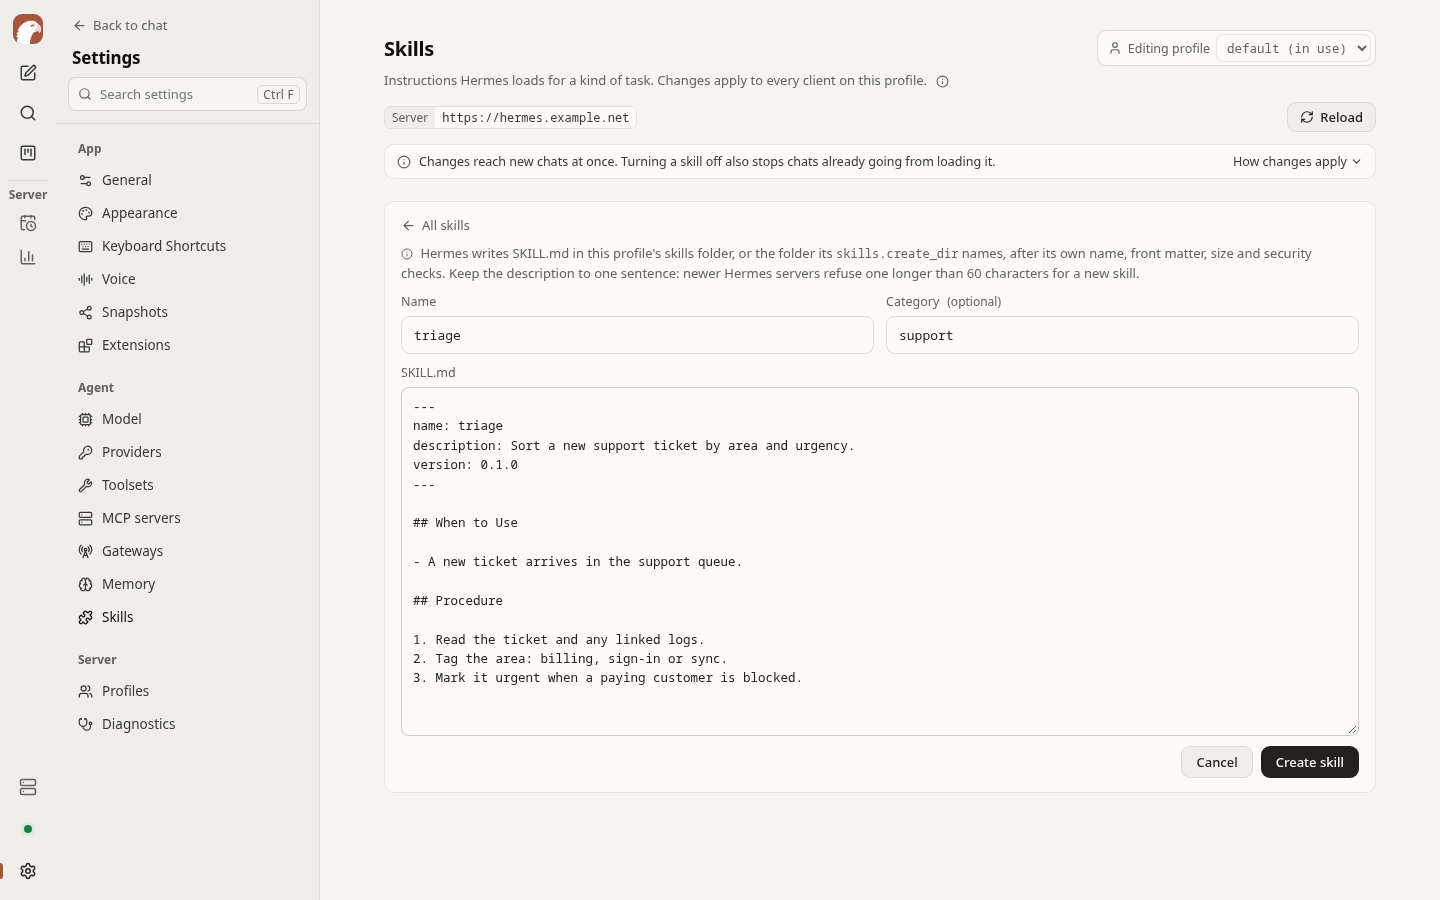 Back to chat
Settings
Search settings
Ctrl F
App
General
Appearance
Keyboard Shortcuts
Voice
Snapshots
Extensions
Agent
Model
Providers
Toolsets
MCP servers
Gateways
Memory
Skills
Server
Profiles
Diagnostics
Server
Skills
Editing profile
default (in use)
Instructions Hermes loads for a kind of task. Changes apply to every client on this profile.
Server
https://hermes.example.net
Reload
Changes reach new chats at once. Turning a skill off also stops chats already going from loading it.
How changes apply
All skills
Hermes writes SKILL.md in this profile's skills folder, or the folder its skills.create_dir names, after its own name, front matter, size and security
checks. Keep the description to one sentence: newer Hermes servers refuse one longer than 60 characters for a new skill.
Name
Category (optional)
triage
support
SKILL.md
---
name: triage
description: Sort a new support ticket by area and urgency.
version: 0.1.0
---
## When to Use
- A new ticket arrives in the support queue.
## Procedure
1. Read the ticket and any linked logs.
2. Tag the area: billing, sign-in or sync.
3. Mark it urgent when a paying customer is blocked.
Cancel
Create skill